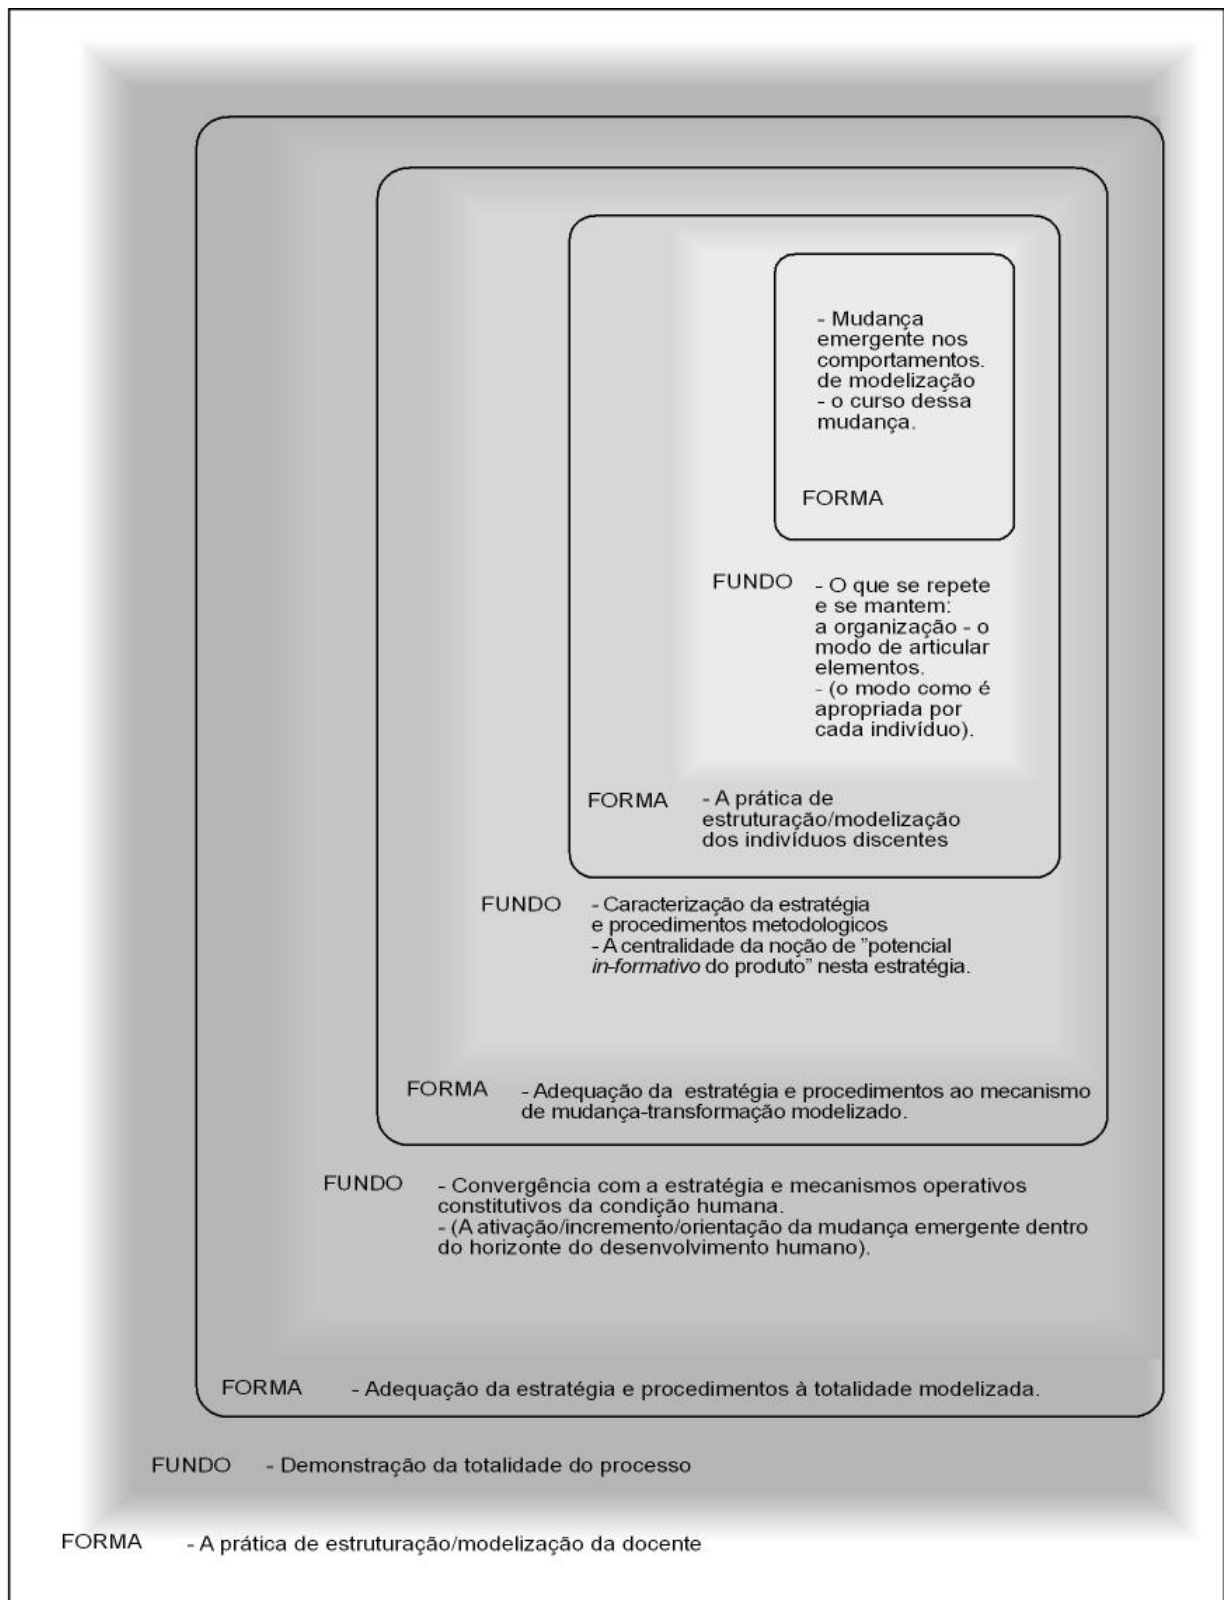 - Mudança
emergente nos
comportamentos.
de modelização
- o curso dessa
mudança.
FORMA
FUNDO - O que se repete
e se mantem:
a organização - o
modo de articular
elementos.
- (o modo como é
apropriada por
cada indivíduo).
FORMA - A prática de
estruturação/modelização
dos indivíduos discentes
FUNDO - Caracterização da estratégia
e procedimentos metodologicos
- A centralidade da noção de ”potencial
in-formativo do produto” nesta estratégia.
FORMA - Adequação da estratégia e procedimentos ao mecanismo
de mudança-transformação modelizado.
FUNDO - Convergência com a estratégia e mecanismos operativos
constitutivos da condição humana.
- (A ativação/incremento/orientação da mudança emergente dentro
do horizonte do desenvolvimento humano).
FORMA - Adequação da estratégia e procedimentos à totalidade modelizada.
FUNDO - Demonstração da totalidade do processo
FORMA - A prática de estruturação/modelização da docente